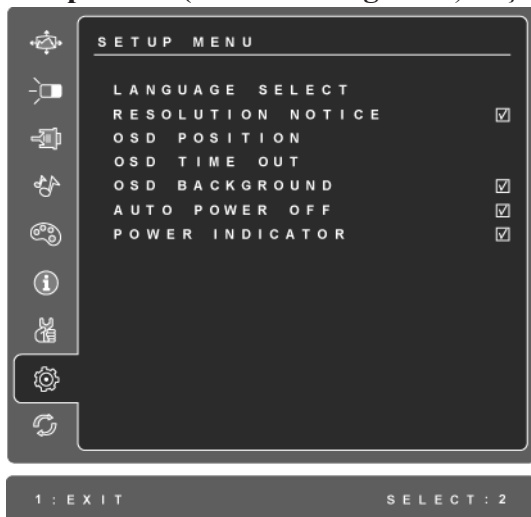 SETUP MENU
LANGUAGE SELECT
RESOLUTION NOTICE
OSD POSITION
OSD TIME OUT
OSD BACKGROUND
AUTO POWER OFF
POWER INDICATOR
1:EXIT SELECT:2